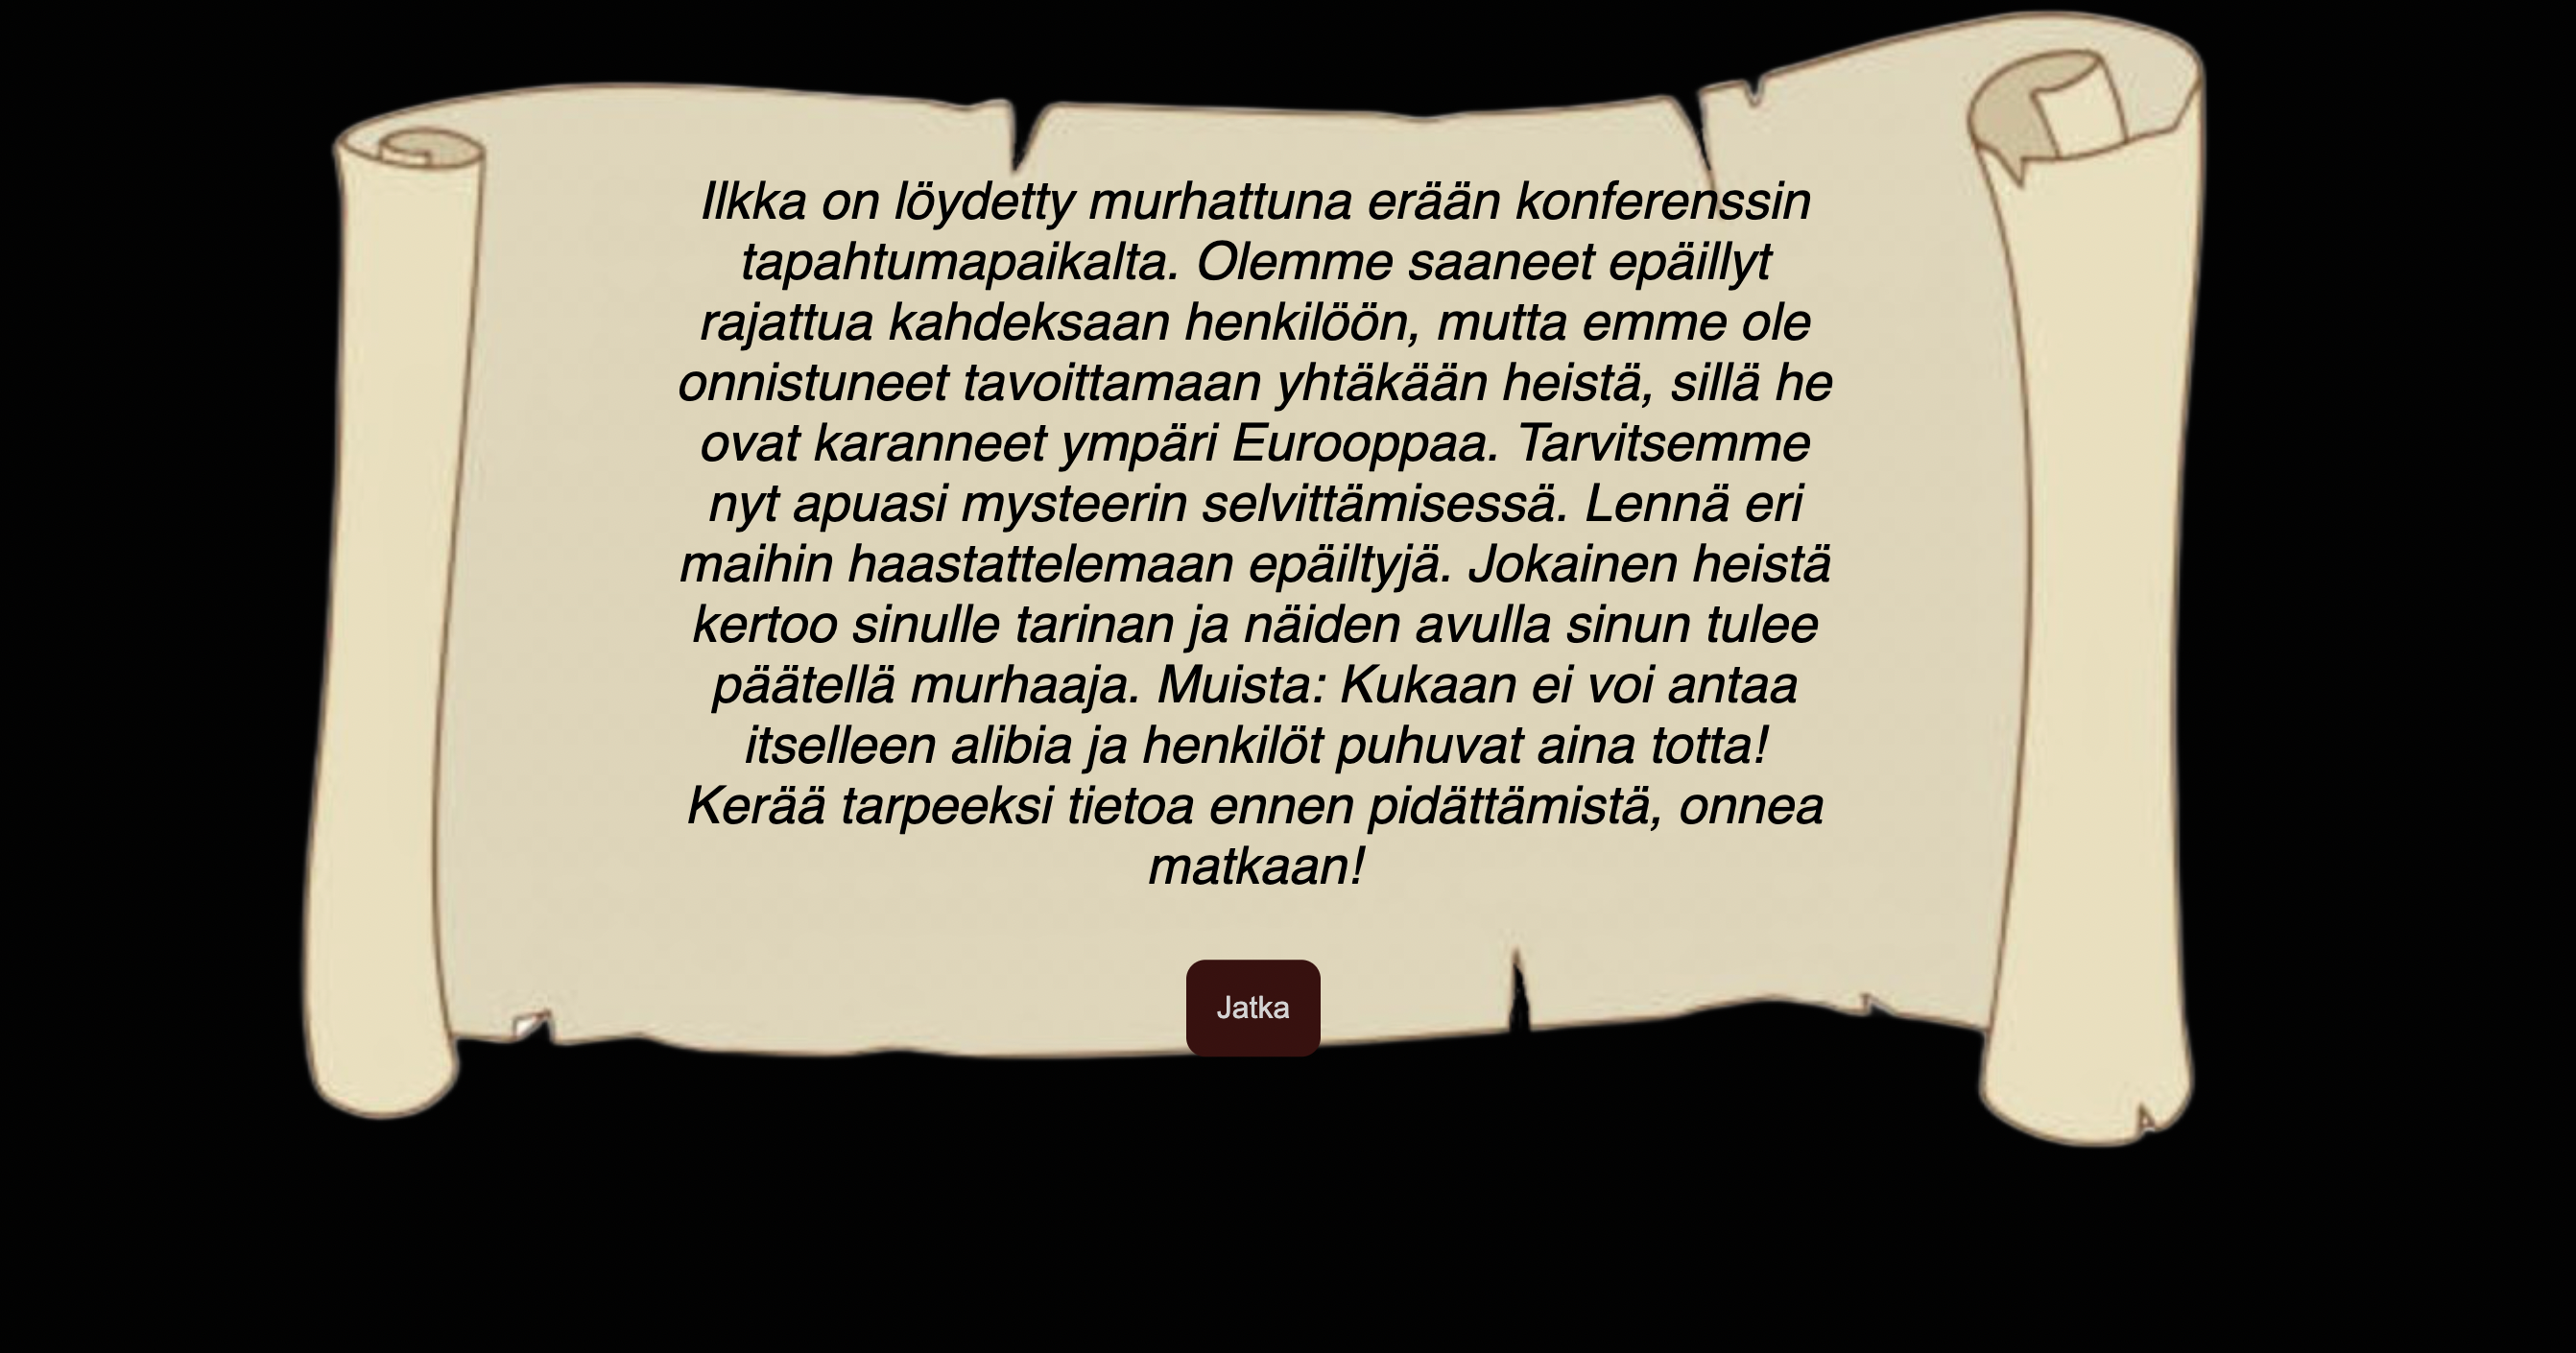 Ilkka on löydetty murhattuna erään konferenssin
tapahtumapaikalta. Olemme saaneet epäillyt
rajattua kahdeksaan henkilöön, mutta emme ole
onnistuneet tavoittamaan yhtäkään heistä, sillä he
ovat karanneet ympäri Eurooppaa. Tarvitsemme
nyt apuasi mysteerin selvittämisessä. Lennä eri
maihin haastattelemaan epäiltyjä. Jokainen heistä
kertoo sinulle tarinan ja näiden avulla sinun tulee
päätellä murhaaja. Muista: Kukaan ei voi antaa
itselleen alibia ja henkilöt puhuvat aina totta!
Kerää tarpeeksi tietoa ennen pidättämistä, onnea
matkaan!
Jatka